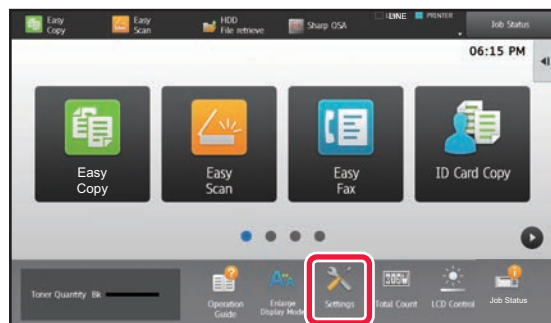 Easy
Copy
Easy
Scan
HDD
File retrieve
Sharp OSA
LINE
PRINTER
Job Status
06:15 PM
Easy
Copy
Easy
Scan
Easy
Fax
ID Card Copy
Toner Quantity Bk
Operation
Guide
Enlarge
Display Mode
Settings
Total Count
LCD Control
Job Status